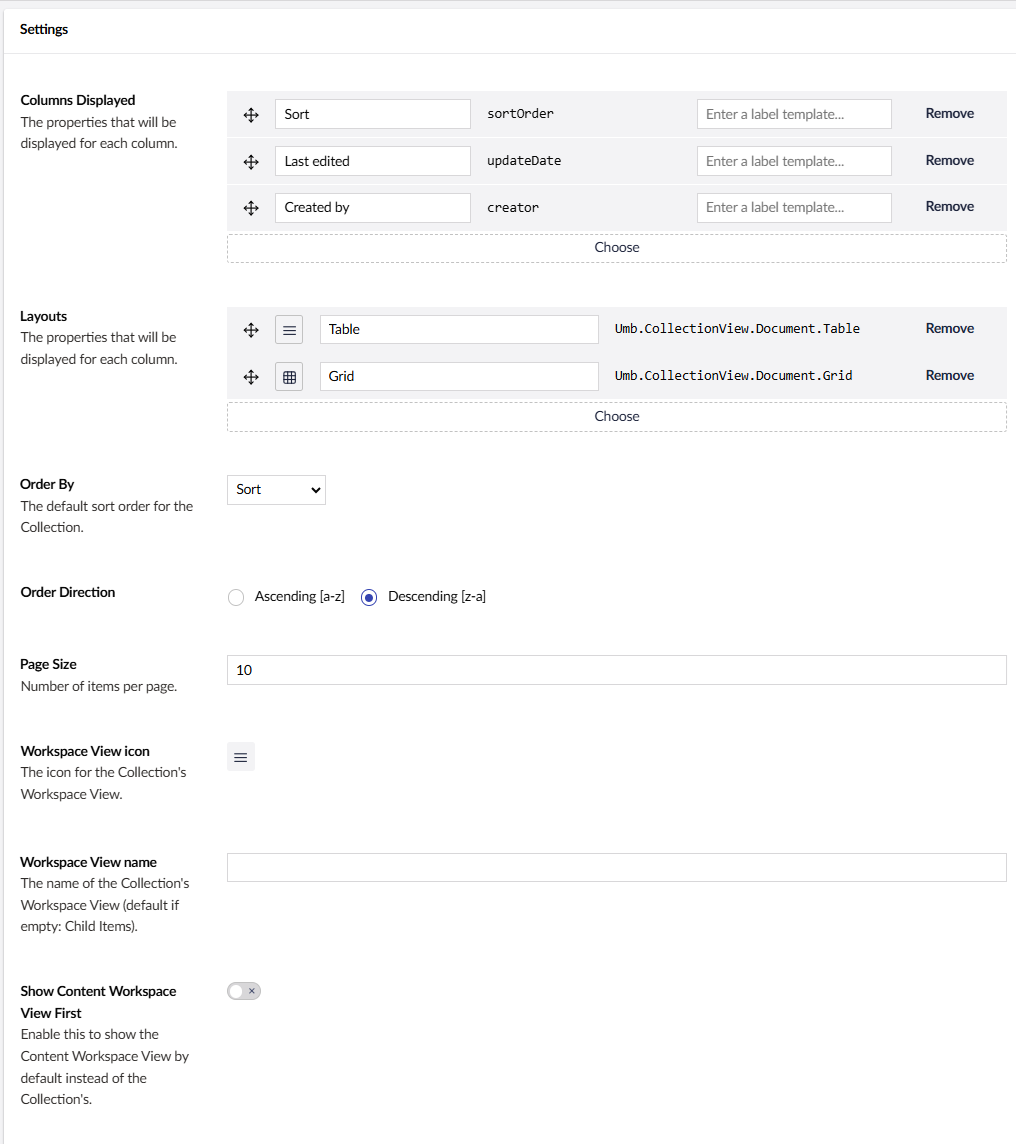 Settings
Columns Displayed
The properties that will be
displayed for each column.
Sort sortOrder Enter a label template... Remove
Last edited updateDate Enter a label template... Remove
Created by creator Enter a label template... Remove
Choose
Layouts
The properties that will be
displayed for each column.
Table Umb.CollectionView.Document.Table Remove
Grid Umb.CollectionView.Document.Grid Remove
Choose
Order By
The default sort order for the
Collection.
Sort
Order Direction
Ascending [a-z] Descending [z-a]
Page Size
Number of items per page.
10
Workspace View icon
The icon for the Collection's
Workspace View.
Workspace View name
The name of the Collection's
Workspace View (default if
empty: Child Items).
Show Content Workspace
View First
Enable this to show the
Content Workspace View by
default instead of the
Collection's.